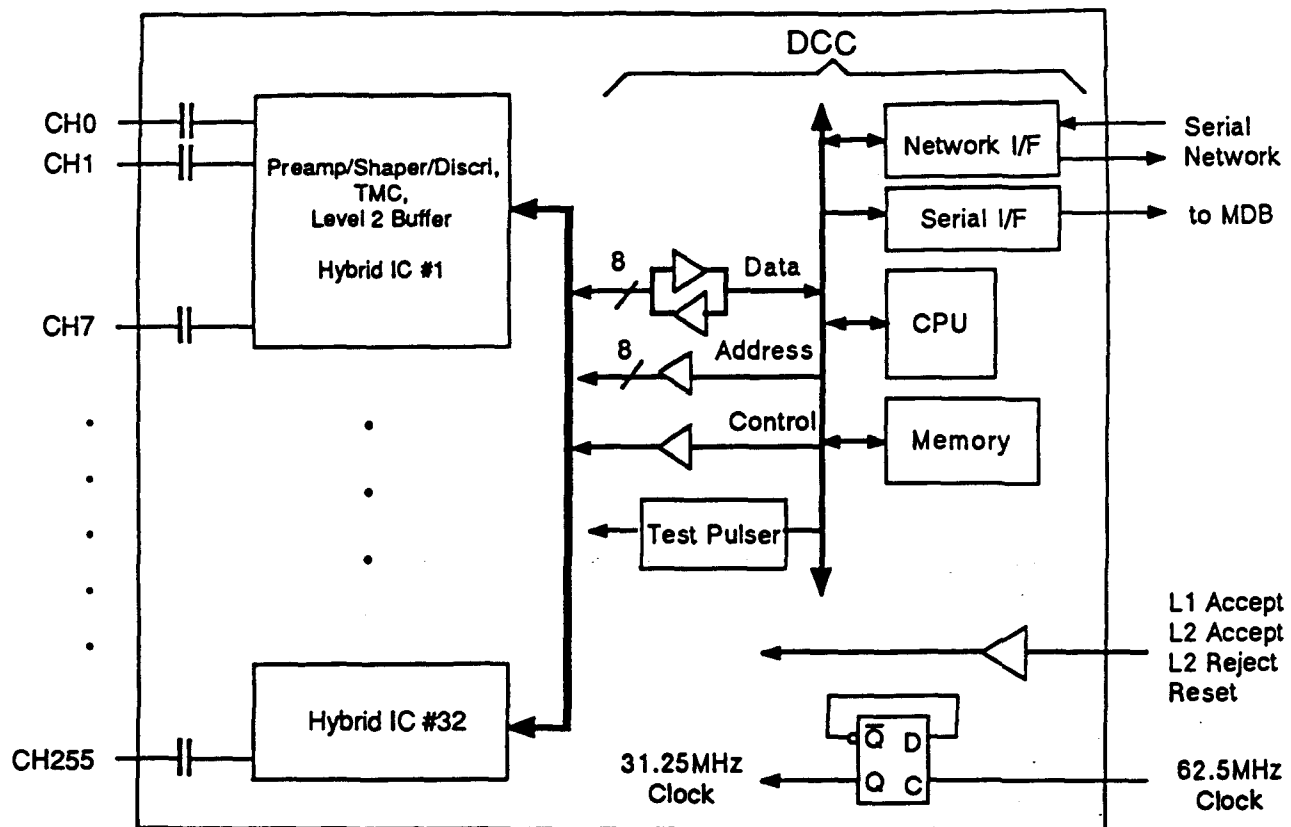 DCC
CH0
CH1
CH7
CH255
Preamp/Shaper/Discri,
TMC,
Level 2 Buffer
Hybrid IC #1
Hybrid IC #32
8
Data
8
Address
Control
Test Pulser
Network I/F
Serial I/F
CPU
Memory
Serial
Network
to MDB
L1 Accept
L2 Accept
L2 Reject
Reset
Q D
Q C
31.25MHz
Clock
62.5MHz
Clock